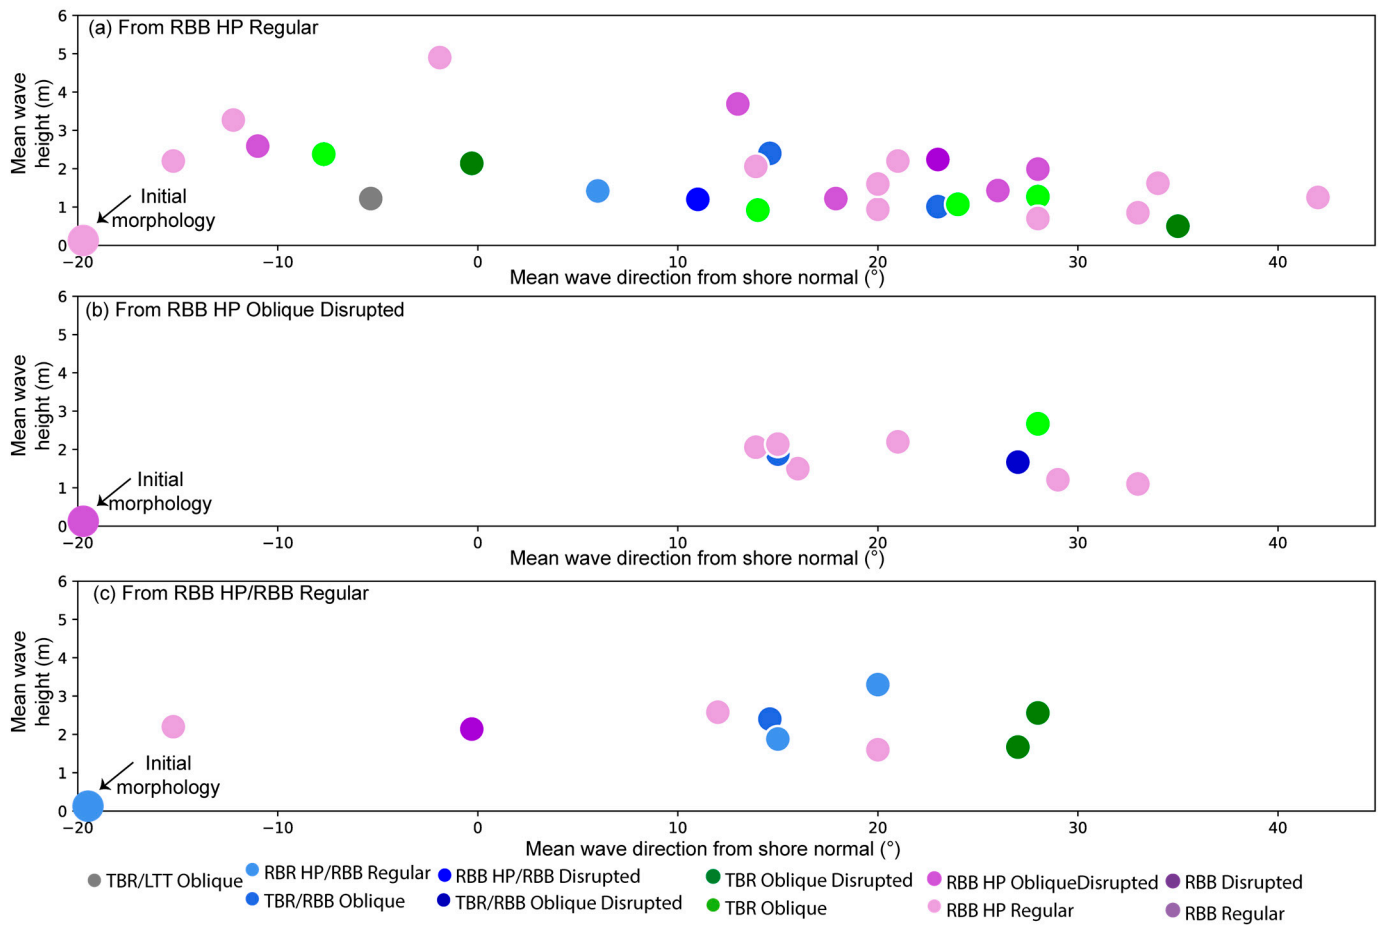 (a) From RBB HP Regular
Mean wave
height (m)
6
5
4
3
2
1
0
Initial
morphology
−20
−10
0
10
20
30
40
Mean wave direction from shore normal (°)
(b) From RBB HP Oblique Disrupted
Mean wave
height (m)
6
5
4
3
2
1
0
Initial
morphology
−20
−10
0
10
20
30
40
Mean wave direction from shore normal (°)
(c) From RBB HP/RBB Regular
Mean wave
height (m)
6
5
4
3
2
1
0
Initial
morphology
−20
−10
0
10
20
30
40
Mean wave direction from shore normal (°)
TBR/LTT Oblique
RBR HP/RBB Regular
TBR/RBB Oblique
RBB HP/RBB Disrupted
TBR/RBB Oblique Disrupted
TBR Oblique Disrupted
TBR Oblique
RBB HP ObliqueDisrupted
RBB HP Regular
RBB Disrupted
RBB Regular